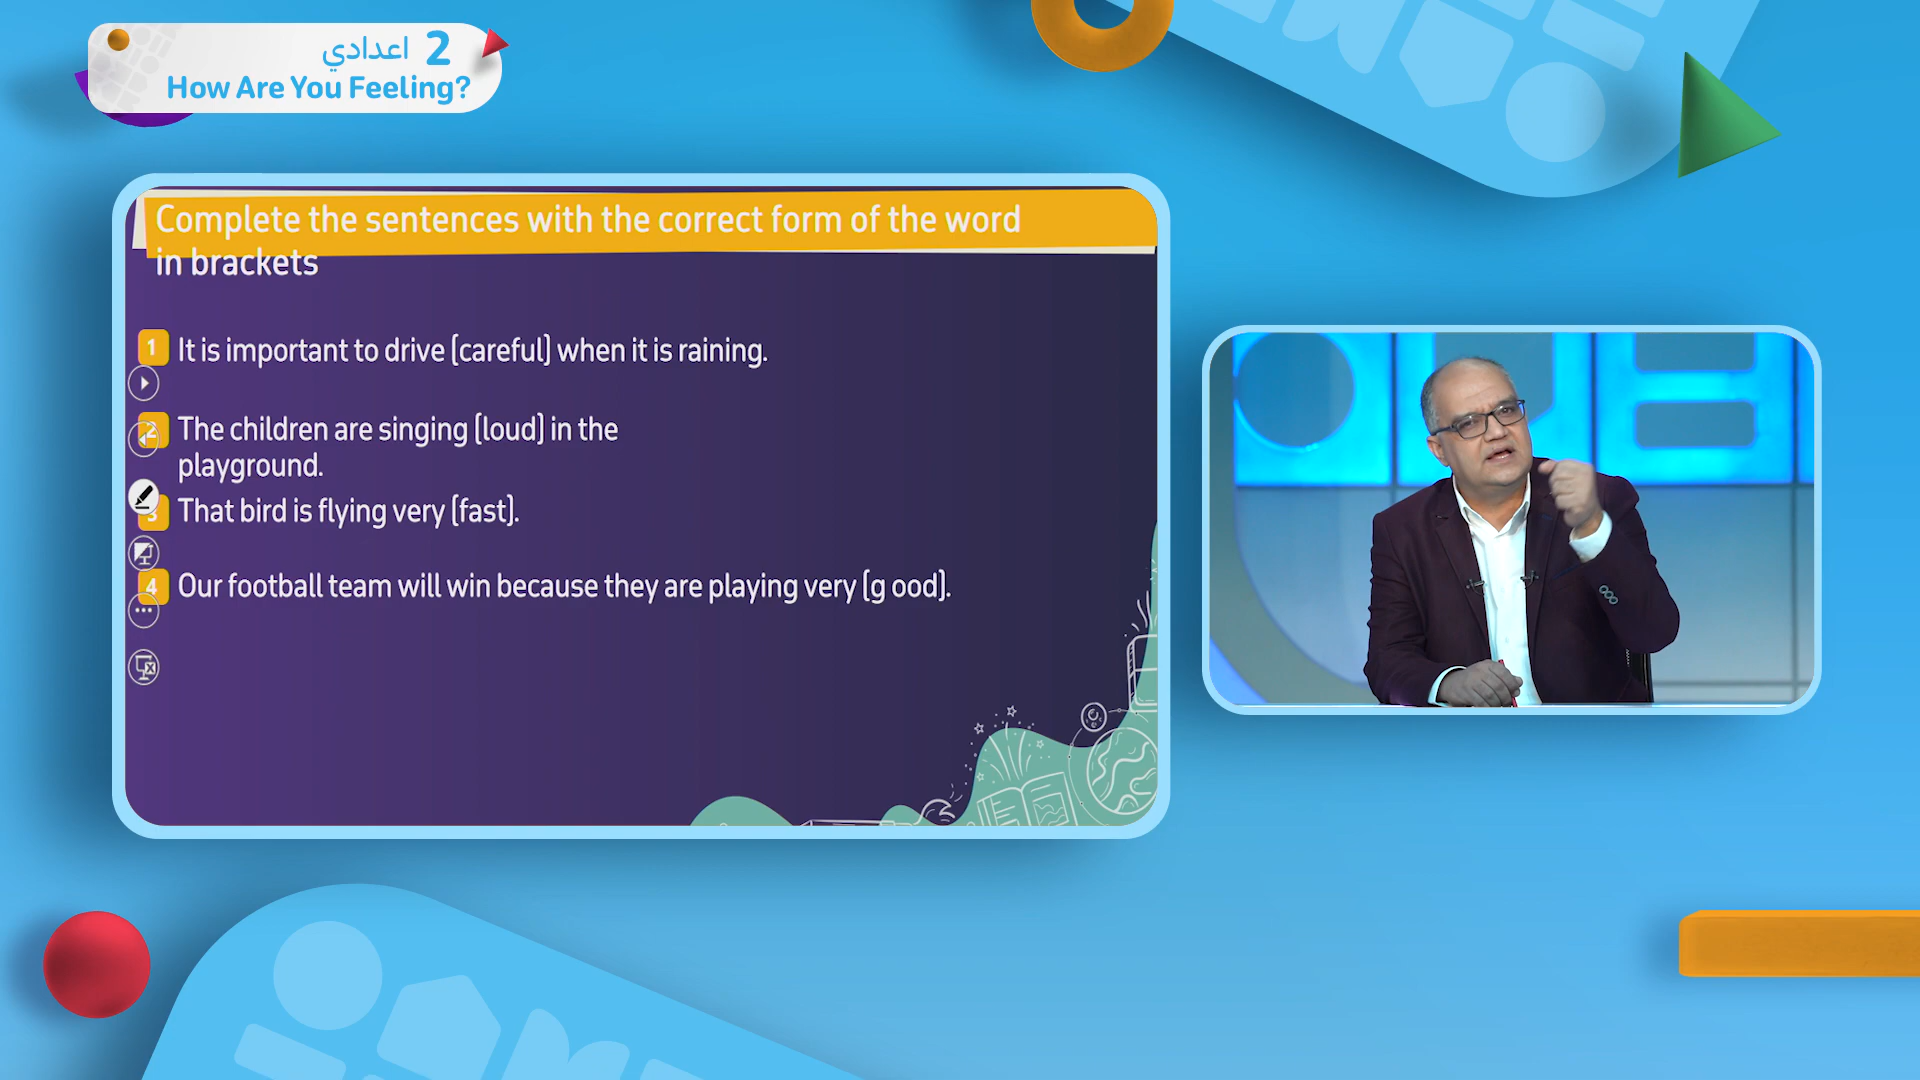 2 اعدادي
How Are You Feeling?
Complete the sentences with the correct form of the word
in brackets
1 It is important to drive (careful) when it is raining.
2 The children are singing (loud) in the
playground.
3 That bird is flying very (fast).
4 Our football team will win because they are playing very (g ood).